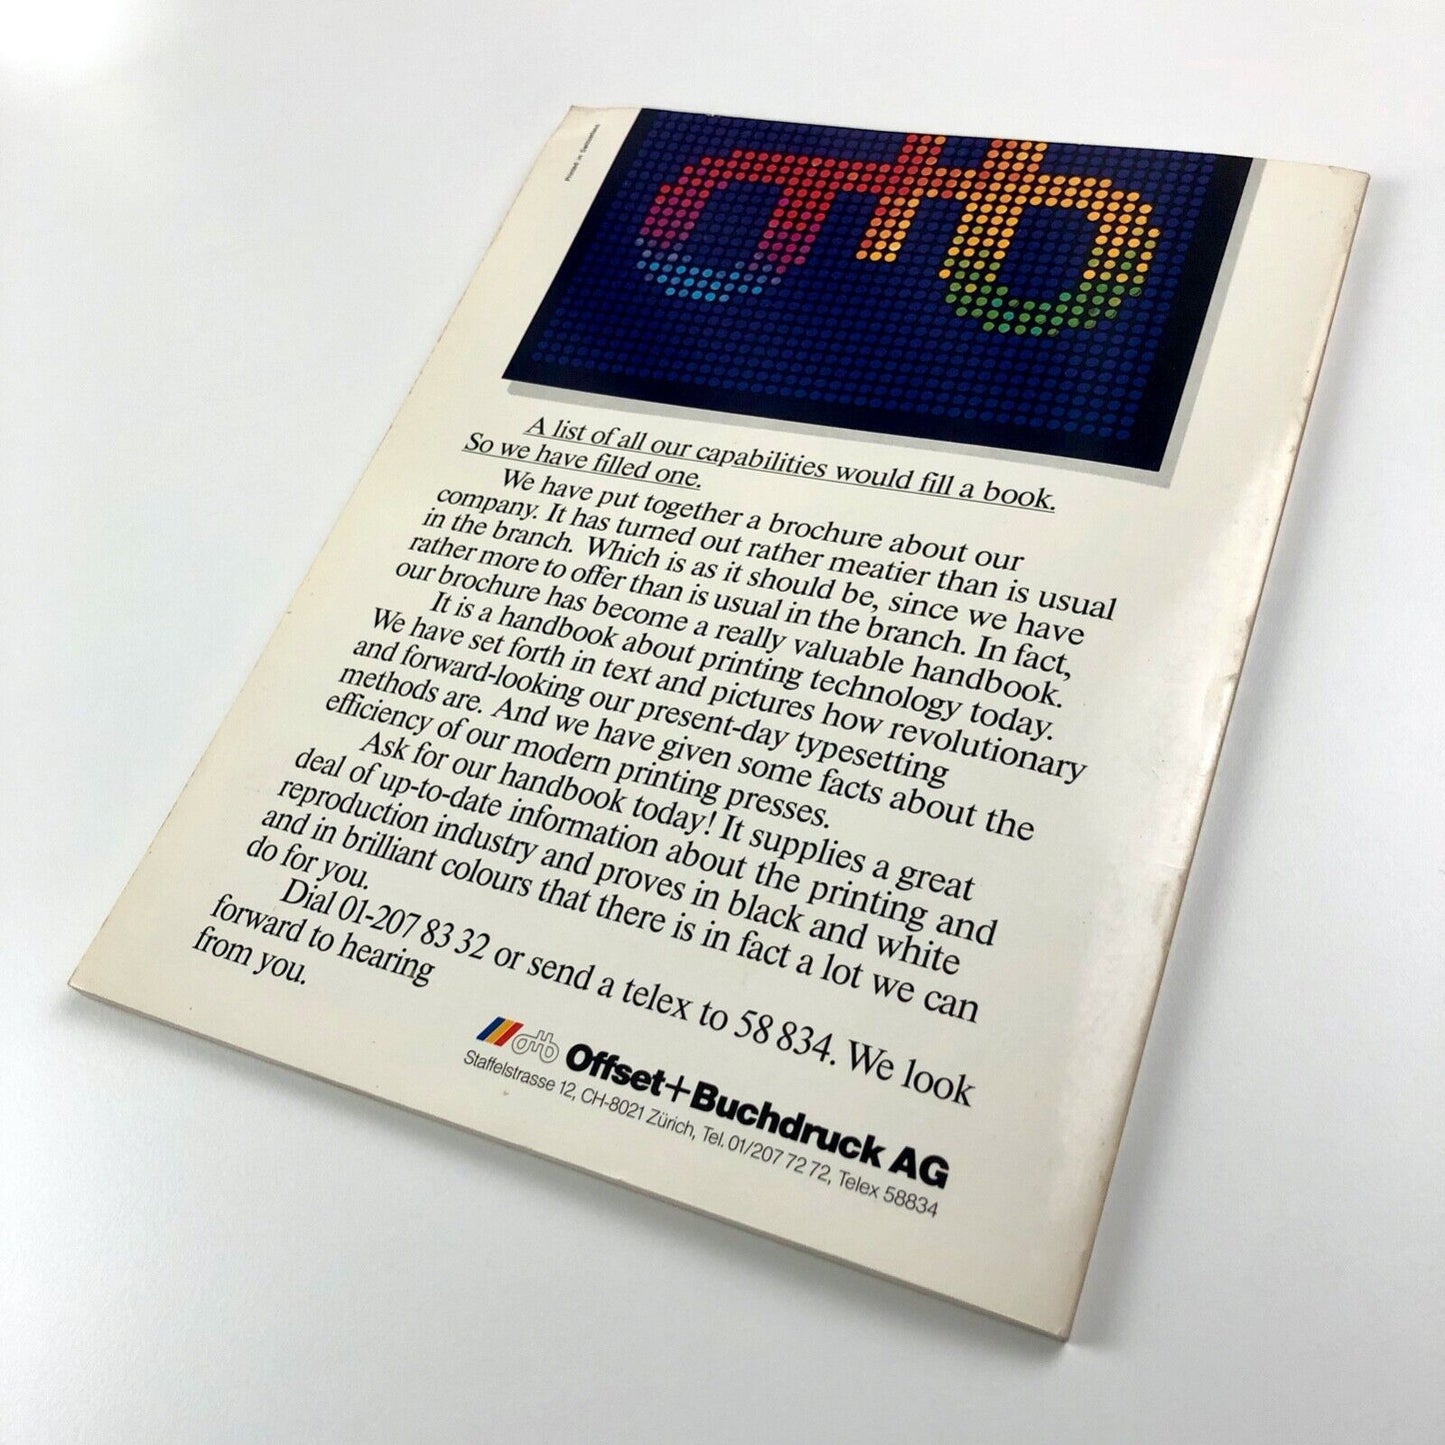 Printed in Switzerland
A list of all our capabilities would fill a book.
So we have filled one.
We have put together a brochure about our
company. It has turned out rather meatier than is usual
in the branch. Which is as it should be, since we have
rather more to offer than is usual in the branch. In fact,
our brochure has become a really valuable handbook.
It is a handbook about printing technology today.
We have set forth in text and pictures how revolutionary
and forward-looking our present-day typesetting
methods are. And we have given some facts about the
efficiency of our modern printing presses.
Ask for our handbook today! It supplies a great
deal of up-to-date information about the printing and
reproduction industry and proves in black and white
and in brilliant colours that there is in fact a lot we can
do for you.
Dial 01-207 83 32 or send a telex to 58 834. We look
forward to hearing
from you.
Offset+Buchdruck AG
Staffelstrasse 12, CH-8021 Zürich, Tel. 01/207 72 72, Telex 58834